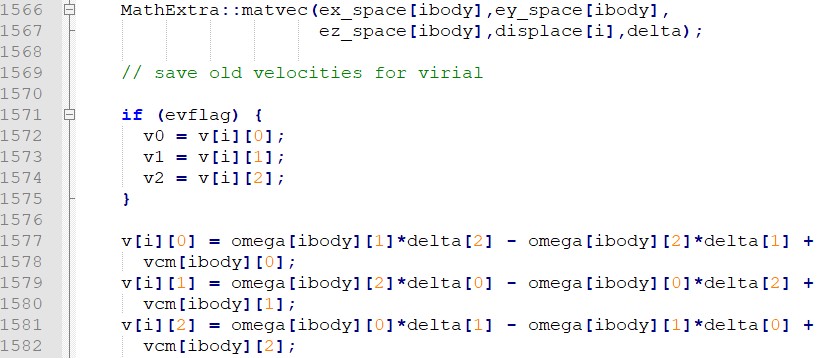 1566 MathExtra::matvec(ex_space[ibody],ey_space[ibody],
1567 ez_space[ibody],displace[i],delta);
1568
1569 // save old velocities for virial
1570
1571 if (evflag) {
1572 v0 = v[i][0];
1573 v1 = v[i][1];
1574 v2 = v[i][2];
1575 }
1576
1577 v[i][0] = omega[ibody][1]*delta[2] - omega[ibody][2]*delta[1] +
1578 vcm[ibody][0];
1579 v[i][1] = omega[ibody][2]*delta[0] - omega[ibody][0]*delta[2] +
1580 vcm[ibody][1];
1581 v[i][2] = omega[ibody][0]*delta[1] - omega[ibody][1]*delta[0] +
1582 vcm[ibody][2];